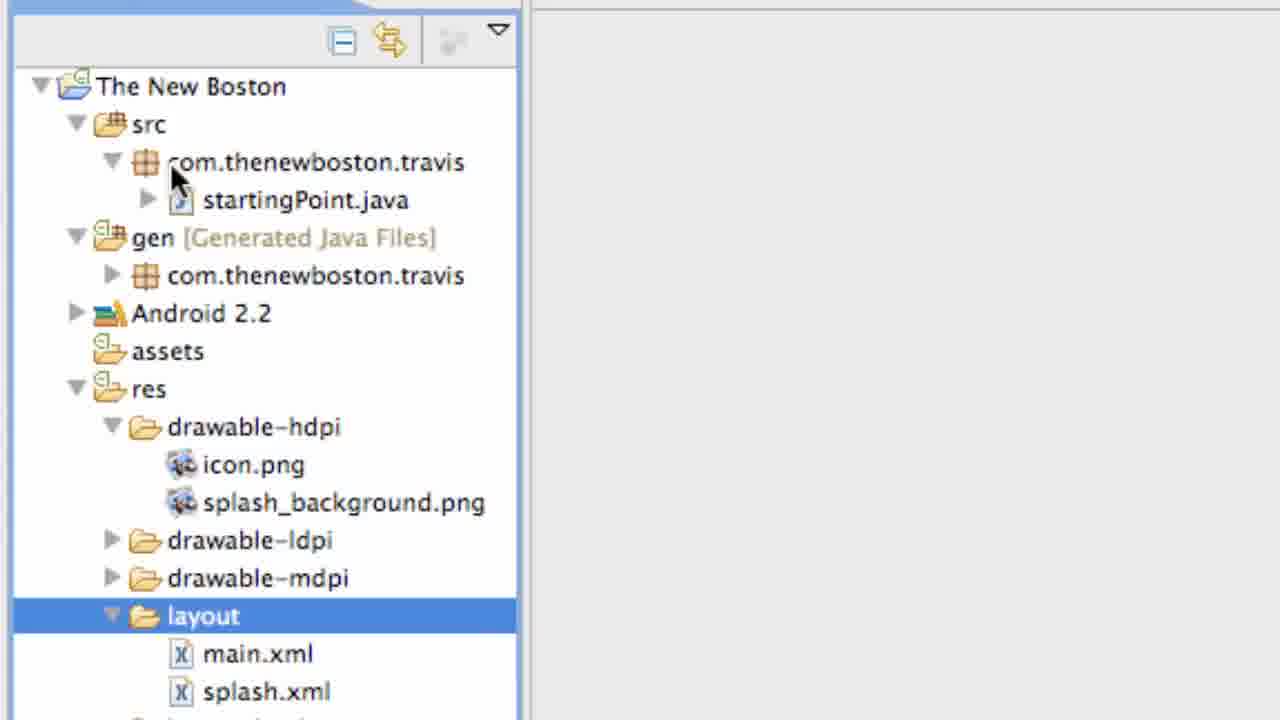 The New Boston
src
com.thenewboston.travis
startingPoint.java
gen [Generated Java Files]
com.thenewboston.travis
Android 2.2
assets
res
drawable-hdpi
icon.png
splash_background.png
drawable-ldpi
drawable-mdpi
layout
main.xml
splash.xml